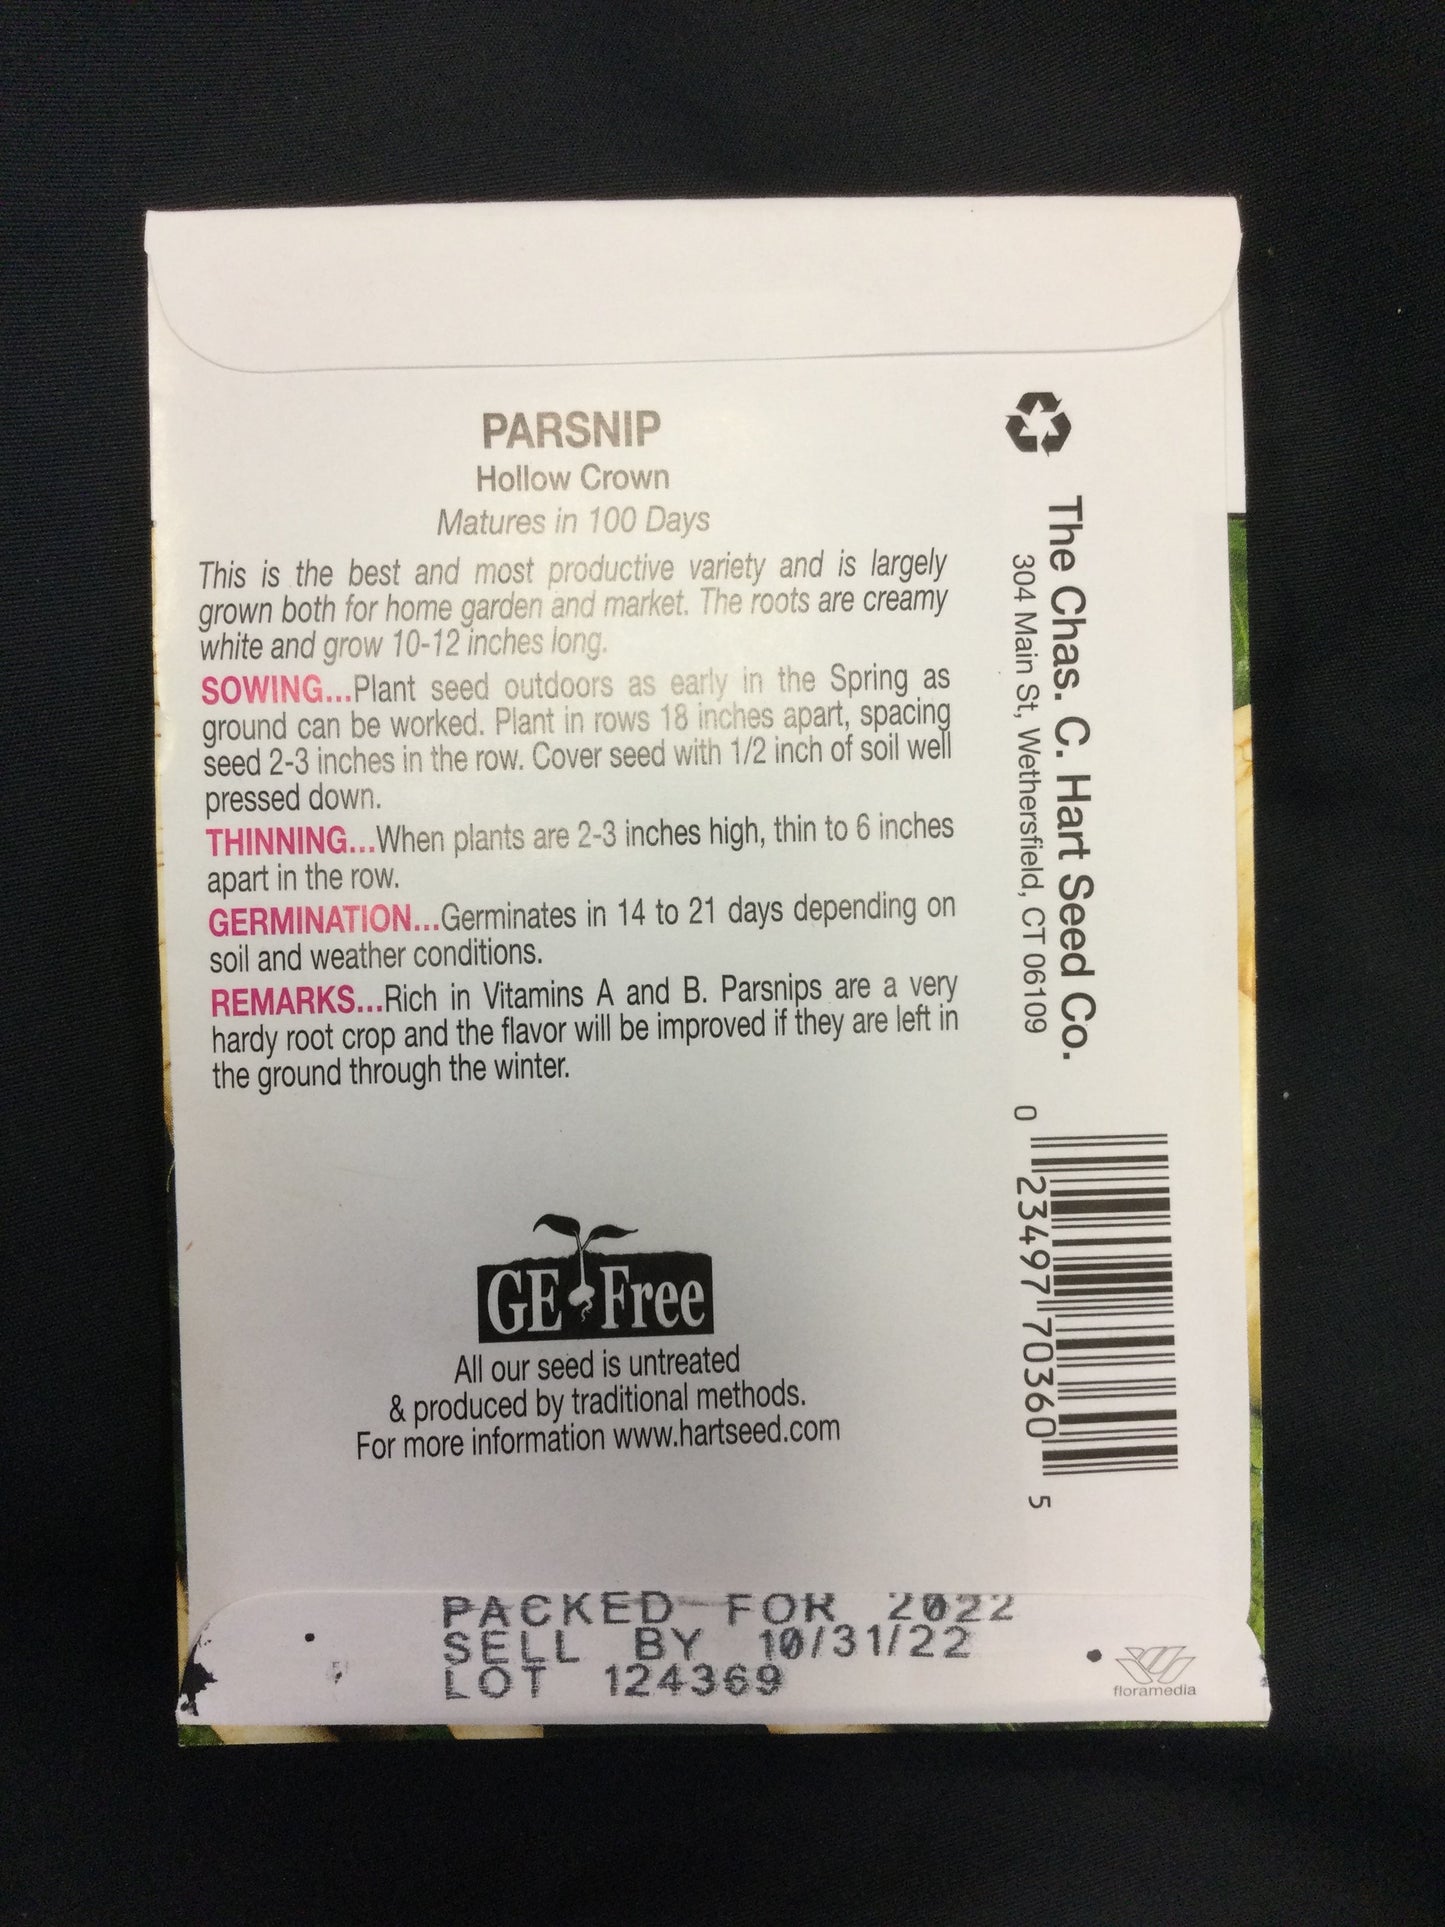 PARSNIP
Hollow Crown
Matures in 100 Days
This is the best and most productive variety and is largely
grown both for home garden and market. The roots are creamy
white and grow 10-12 inches long.
SOWING...Plant seed outdoors as early in the Spring as
ground can be worked. Plant in rows 18 inches apart, spacing
seed 2-3 inches in the row. Cover seed with 1/2 inch of soil well
pressed down.
THINNING...When plants are 2-3 inches high, thin to 6 inches
apart in the row.
GERMINATION...Germinates in 14 to 21 days depending on
soil and weather conditions.
REMARKS...Rich in Vitamins A and B. Parsnips are a very
hardy root crop and the flavor will be improved if they are left in
the ground through the winter.
GE Free
All our seed is untreated
& produced by traditional methods.
For more information www.hartseed.com
The Chas. C. Hart Seed Co.
304 Main St, Wethersfield, CT 06109
0 23497 70360 5
PACKED FOR 2022
SELL BY 10/31/22
LOT 124369
floramedia